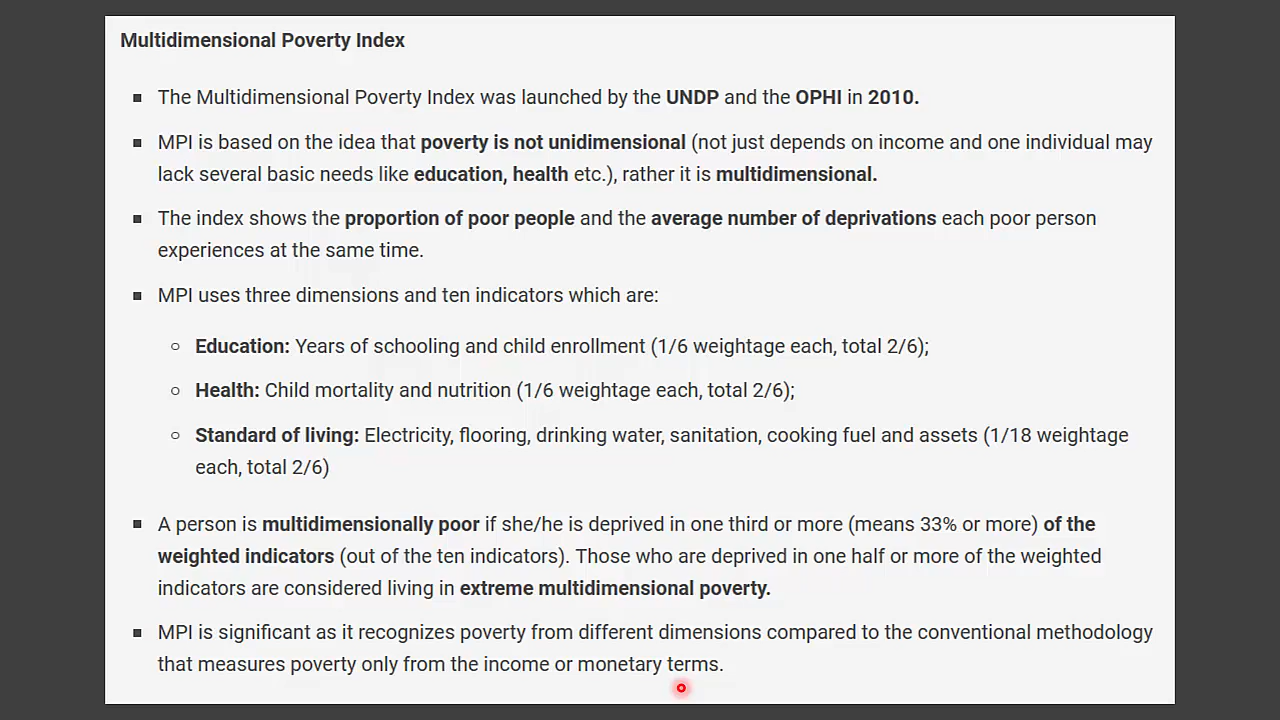 Multidimensional Poverty Index
▪ The Multidimensional Poverty Index was launched by the UNDP and the OPHI in 2010.
▪ MPI is based on the idea that poverty is not unidimensional (not just depends on income and one individual may
lack several basic needs like education, health etc.), rather it is multidimensional.
▪ The index shows the proportion of poor people and the average number of deprivations each poor person
experiences at the same time.
▪ MPI uses three dimensions and ten indicators which are:
○ Education: Years of schooling and child enrollment (1/6 weightage each, total 2/6);
○ Health: Child mortality and nutrition (1/6 weightage each, total 2/6);
○ Standard of living: Electricity, flooring, drinking water, sanitation, cooking fuel and assets (1/18 weightage
each, total 2/6)
▪ A person is multidimensionally poor if she/he is deprived in one third or more (means 33% or more) of the
weighted indicators (out of the ten indicators). Those who are deprived in one half or more of the weighted
indicators are considered living in extreme multidimensional poverty.
▪ MPI is significant as it recognizes poverty from different dimensions compared to the conventional methodology
that measures poverty only from the income or monetary terms.